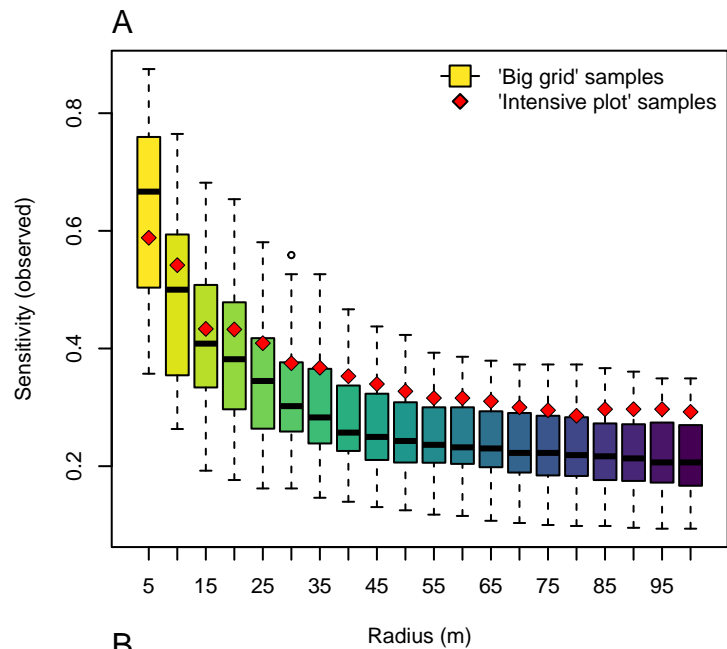 A
'Big grid' samples
'Intensive plot' samples
Sensitivity (observed)
0.8
0.6
0.4
0.2
5 15 25 35 45 55 65 75 85 95
Radius (m)
B